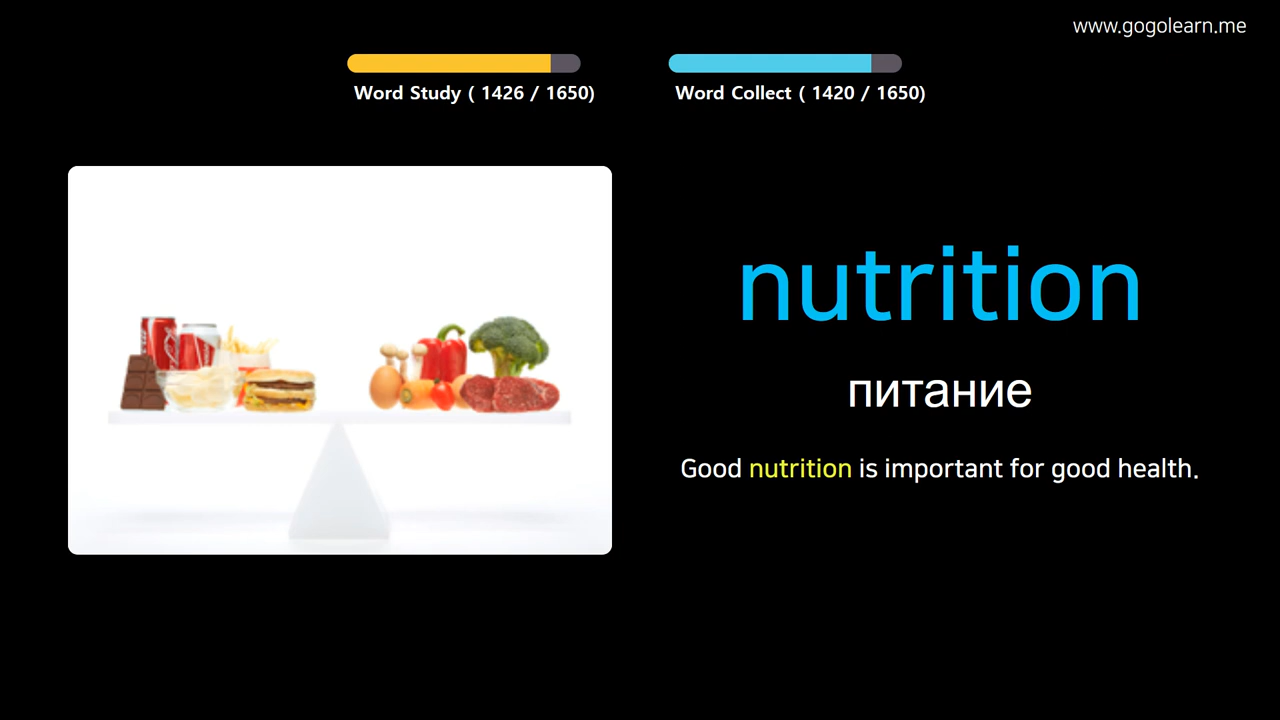 www.gogolearn.me
Word Study ( 1426 / 1650)
Word Collect ( 1420 / 1650)
nutrition
питание
Good nutrition is important for good health.